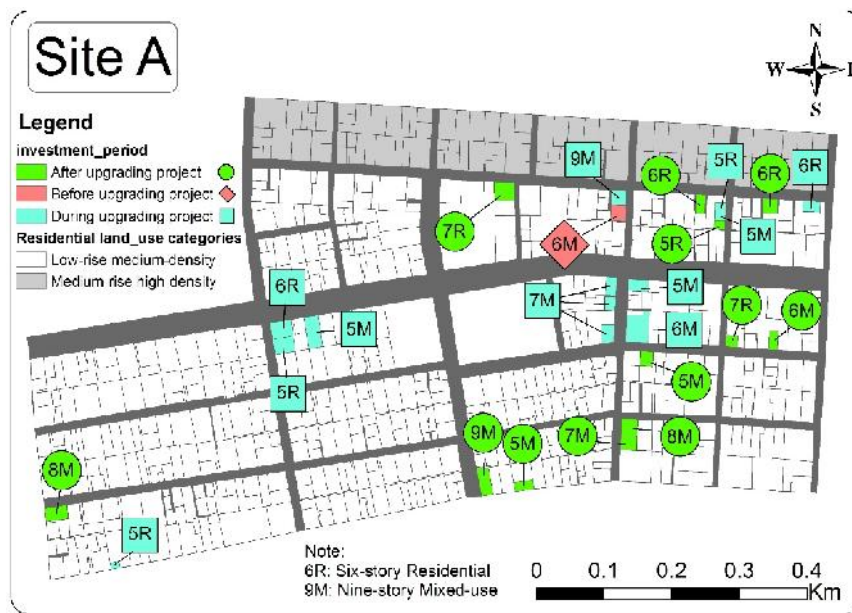 Site A
N
W
S
Legend
investment_period
After upgrading project
Before upgrading project
During upgrading project
Residential land_use categories
Low-rise medium-density
Medium rise high density
9M
6R
5R
6R
6R
7R
6M
5R
5M
6R
5M
7M
5M
6M
7R
6M
5R
5M
9M
5M
7M
8M
8M
5R
Note:
6R: Six-story Residential
9M: Nine-story Mixed-use
0 0.1 0.2 0.3 0.4
Km